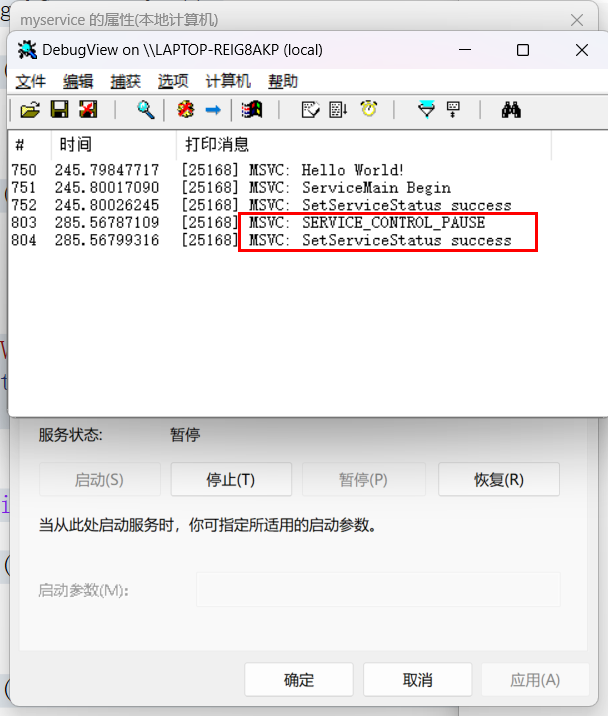 myservice 的属性(本地计算机)
DebugView on \\LAPTOP-REIG8AKP (local)
文件 编辑 捕获 选项 计算机 帮助
# 时间 打印消息
750 245.79847717 [25168] MSVC: Hello World!
751 245.80017090 [25168] MSVC: ServiceMain Begin
752 245.80026245 [25168] MSVC: SetServiceStatus success
803 285.56787109 [25168] MSVC: SERVICE_CONTROL_PAUSE
804 285.56799316 [25168] MSVC: SetServiceStatus success
服务状态: 暂停
启动(S) 停止(T) 暂停(P) 恢复(R)
当从此处启动服务时，你可指定所适用的启动参数。
启动参数(M):
确定 取消 应用(A)